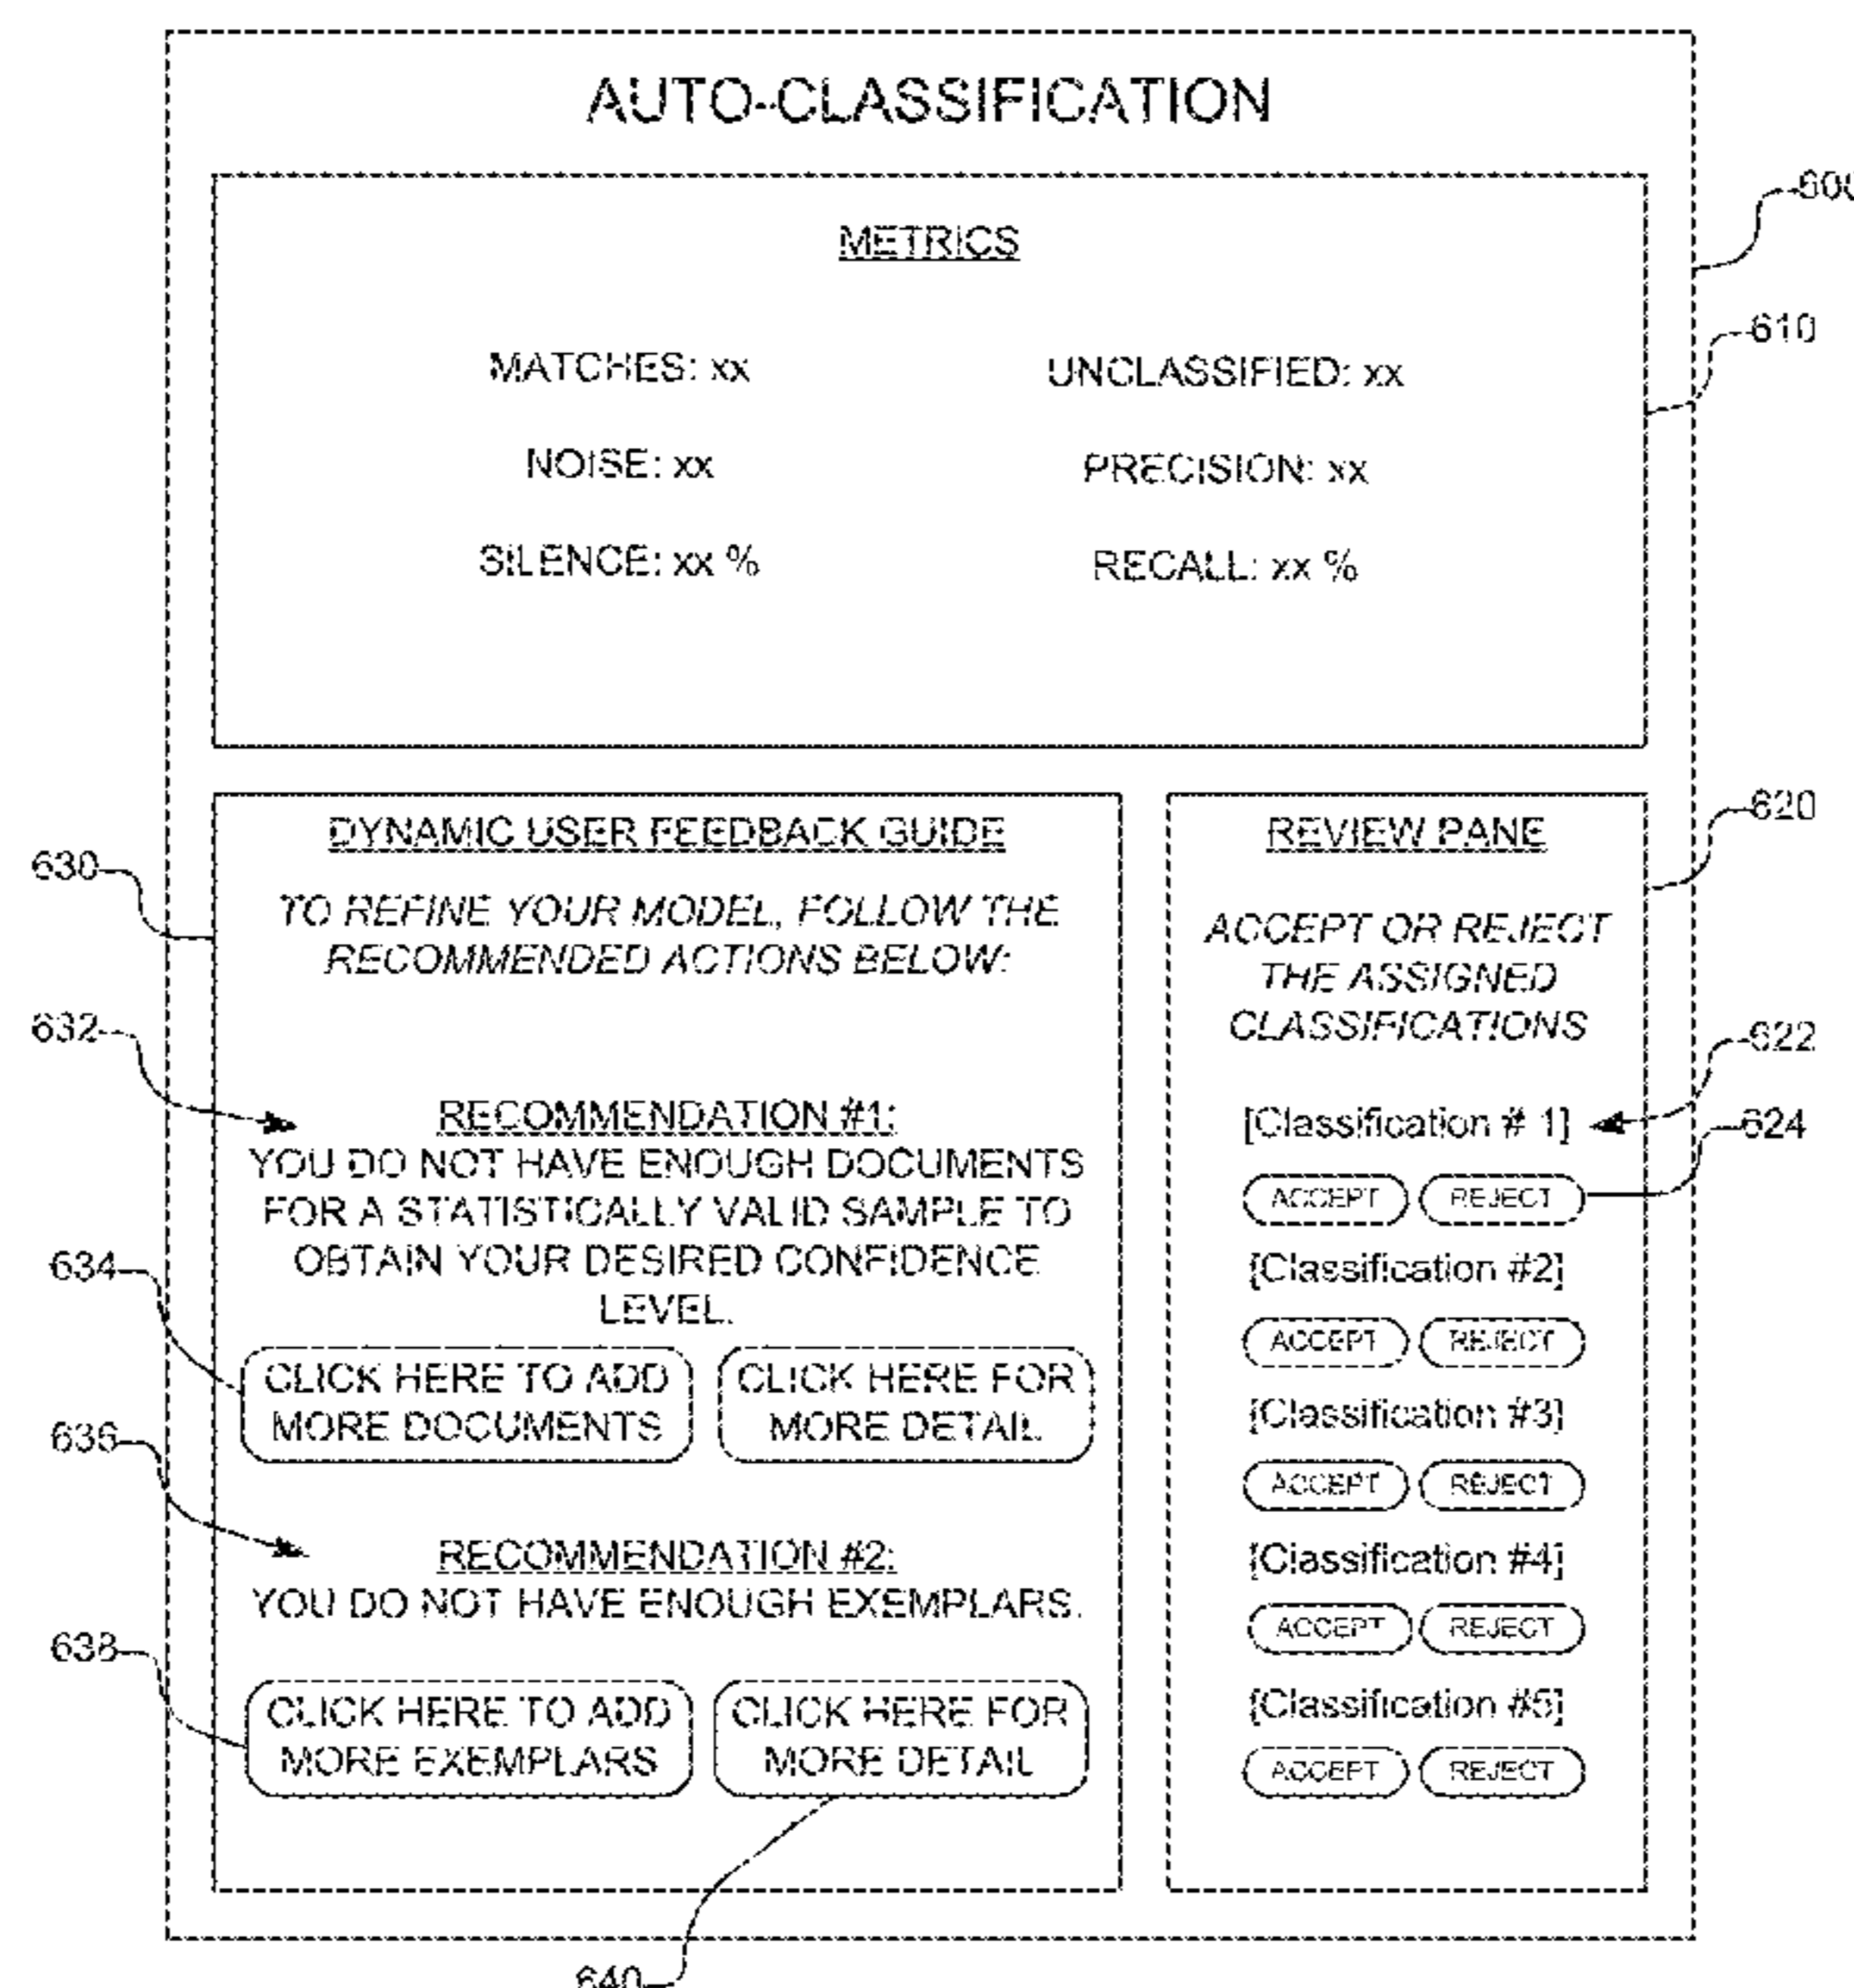 AUTO-CLASSIFICATION
600
METRICS
610
MATCHES: xx
UNCLASSIFIED: xx
NOISE: xx
PRECISION: xx
SILENCE: xx %
RECALL: xx %
DYNAMIC USER FEEDBACK GUIDE
630
TO REFINE YOUR MODEL, FOLLOW THE
RECOMMENDED ACTIONS BELOW:
632
RECOMMENDATION #1:
YOU DO NOT HAVE ENOUGH DOCUMENTS
FOR A STATISTICALLY VALID SAMPLE TO
OBTAIN YOUR DESIRED CONFIDENCE
LEVEL.
634
CLICK HERE TO ADD
MORE DOCUMENTS
CLICK HERE FOR
MORE DETAIL
636
RECOMMENDATION #2:
YOU DO NOT HAVE ENOUGH EXEMPLARS.
638
CLICK HERE TO ADD
MORE EXEMPLARS
CLICK HERE FOR
MORE DETAIL
640
REVIEW PANE
620
ACCEPT OR REJECT
THE ASSIGNED
CLASSIFICATIONS
622
[Classification # 1]
624
ACCEPT REJECT
[Classification #2]
ACCEPT REJECT
[Classification #3]
ACCEPT REJECT
[Classification #4]
ACCEPT REJECT
[Classification #5]
ACCEPT REJECT